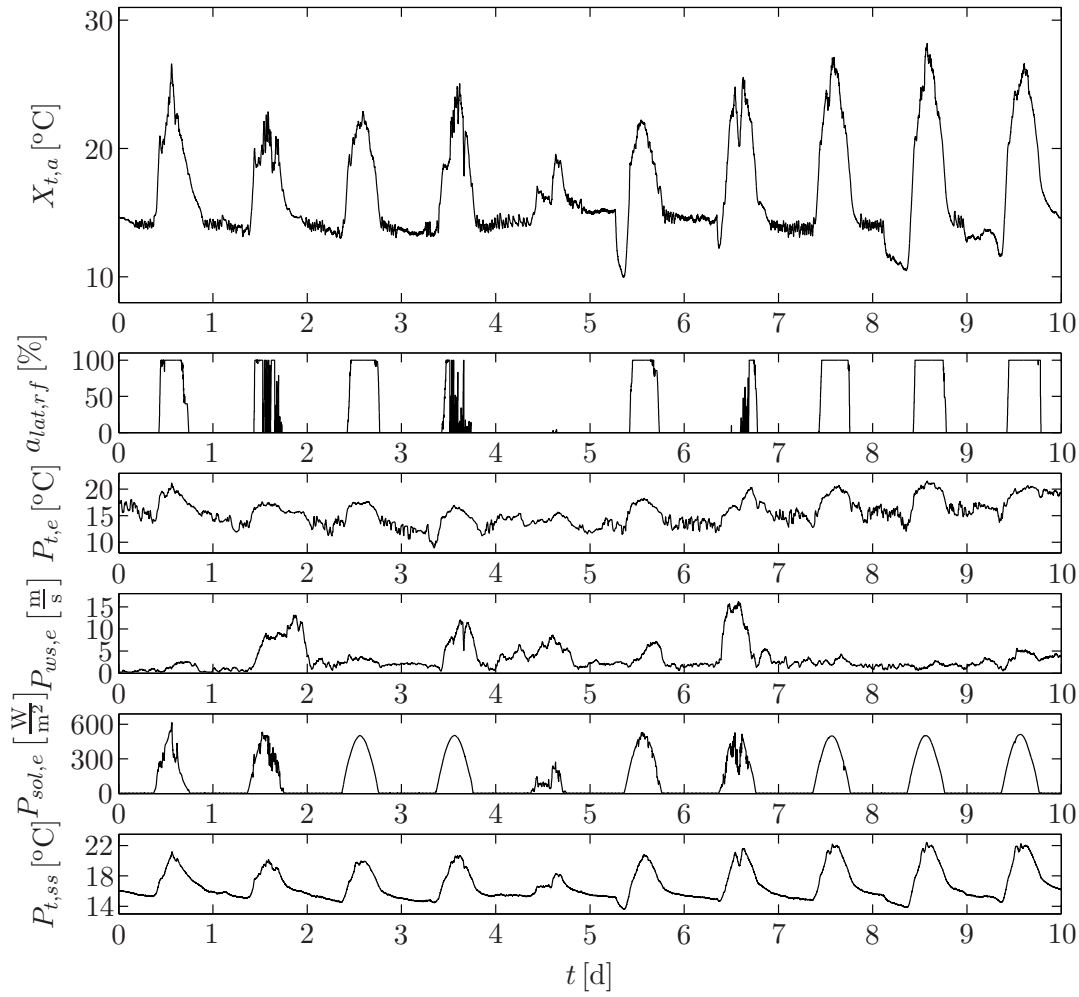 30
20
10
X_{t,a} [°C]
0 1 2 3 4 5 6 7 8 9 10
100
50
0
a_{lat,rf} [%]
0 1 2 3 4 5 6 7 8 9 10
20
15
10
P_{t,e} [°C]
0 1 2 3 4 5 6 7 8 9 10
15
10
5
0
P_{ws,e} [m/s]
0 1 2 3 4 5 6 7 8 9 10
600
300
0
P_{sol,e} [W/m²]
0 1 2 3 4 5 6 7 8 9 10
22
18
14
P_{t,ss} [°C]
0 1 2 3 4 5 6 7 8 9 10
t [d]